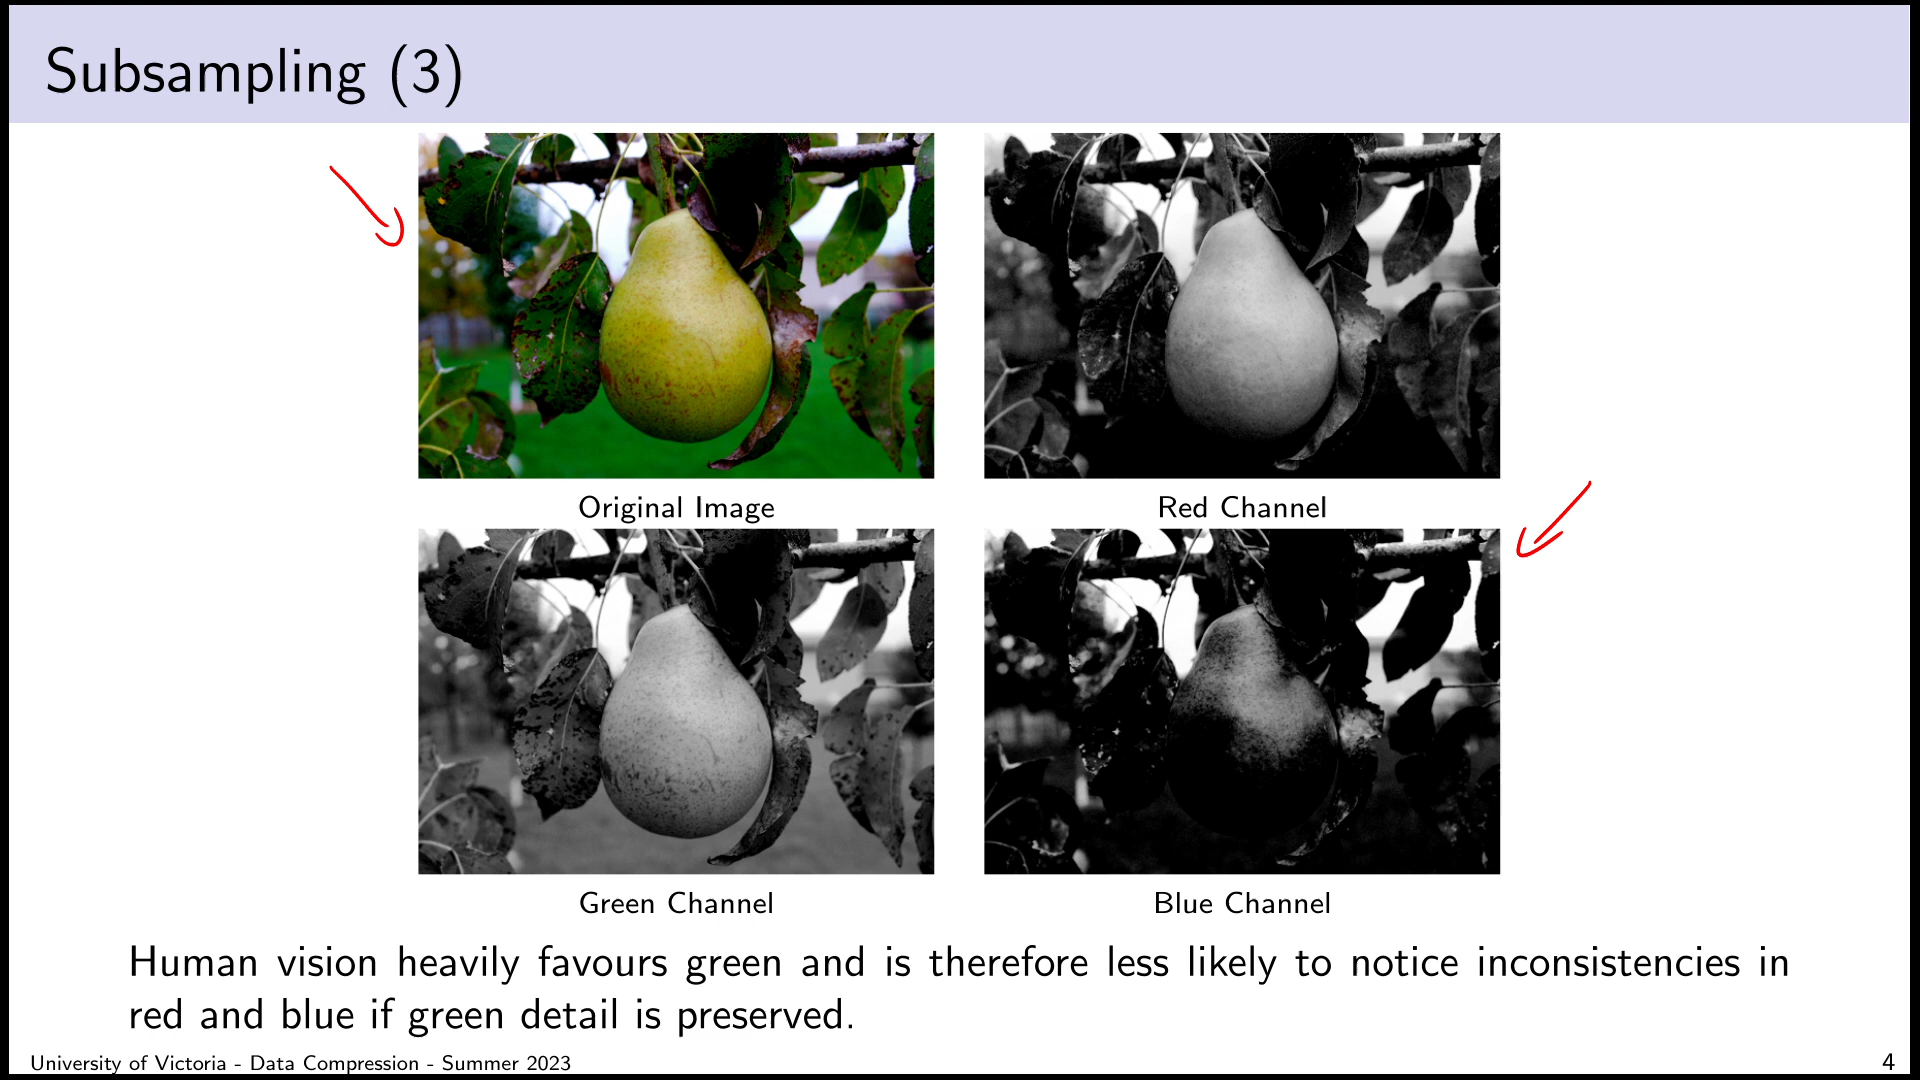 Subsampling (3)
Original Image
Red Channel
Green Channel
Blue Channel
Human vision heavily favours green and is therefore less likely to notice inconsistencies in
red and blue if green detail is preserved.
University of Victoria - Data Compression - Summer 2023
4